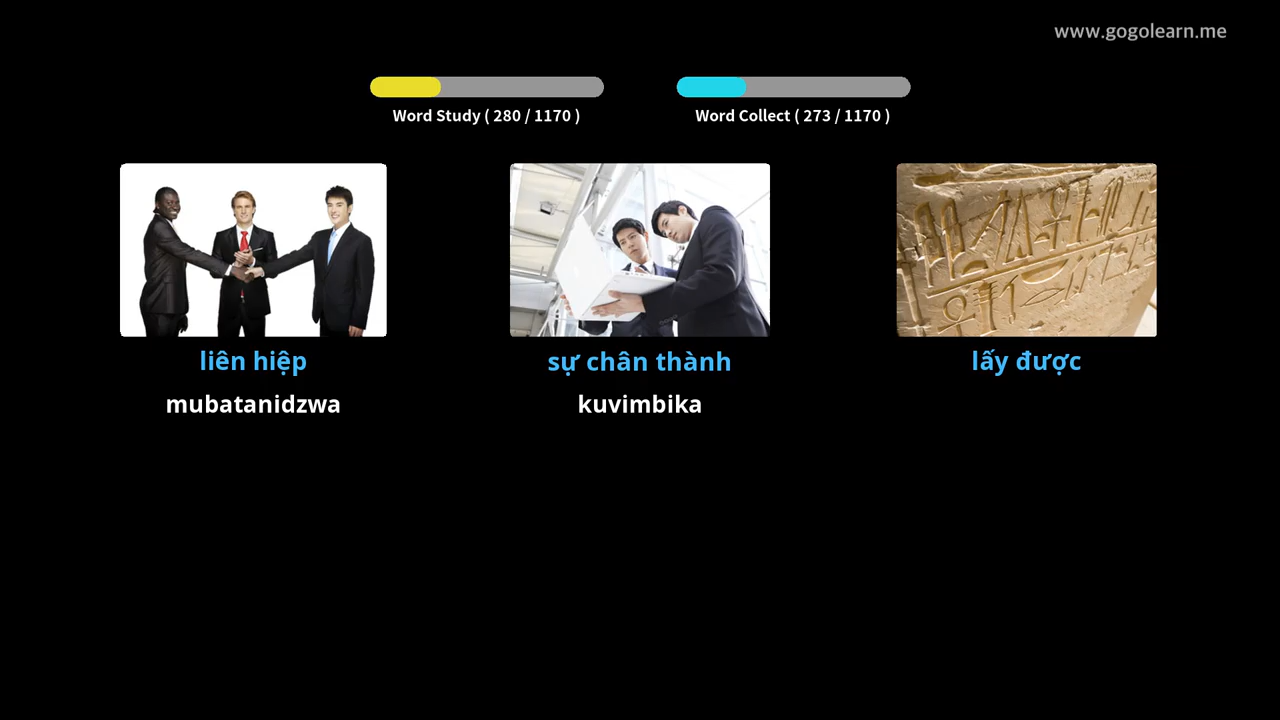 www.gogolearn.me
Word Study ( 280 / 1170 )
Word Collect ( 273 / 1170 )
liên hiệp
sự chân thành
lấy được
mubatanidzwa
kuvimbika